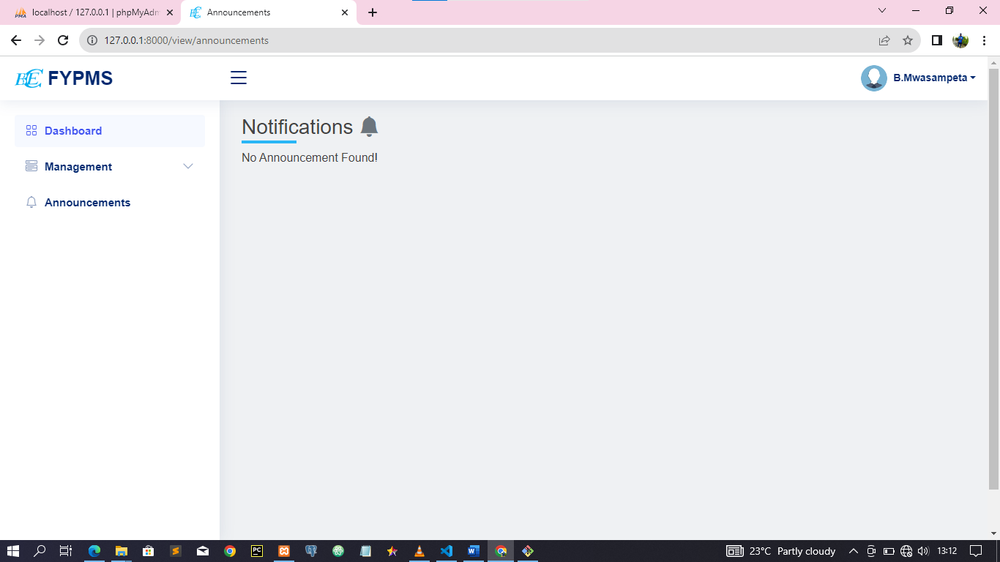 localhost / 127.0.0.1 | phpMyAdm
Announcements
127.0.0.1:8000/view/announcements
FYPMS
B.Mwasampeta
Dashboard
Management
Announcements
Notifications
No Announcement Found!
23°C Partly cloudy
13:12